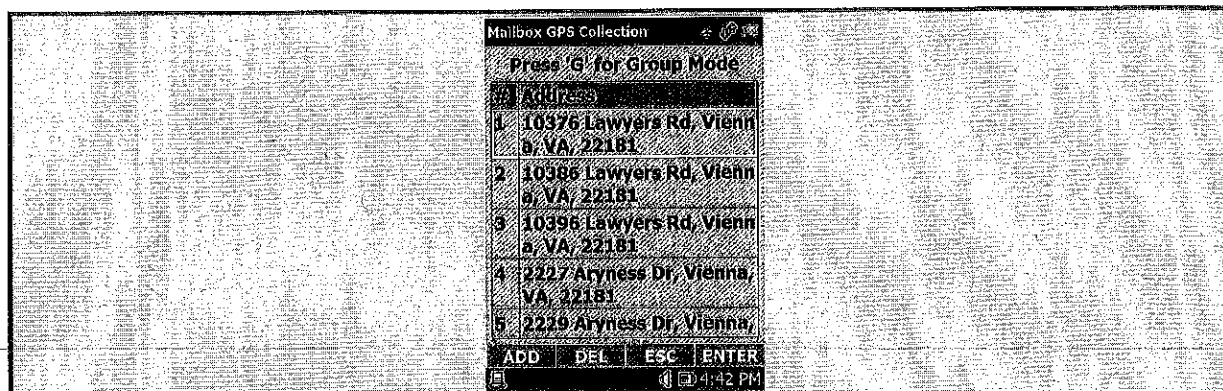 Mailbox GPS Collection
Press 'G' for Group Mode
# Address
1 10376 Lawyers Rd, Vienn
a, VA, 22181
2 10386 Lawyers Rd, Vienn
a, VA, 22181
3 10396 Lawyers Rd, Vienn
a, VA, 22181
4 2227 Aryness Dr, Vienna,
VA, 22181
5 2229 Aryness Dr, Vienna,
ADD DEL ESC ENTER
4:42 PM